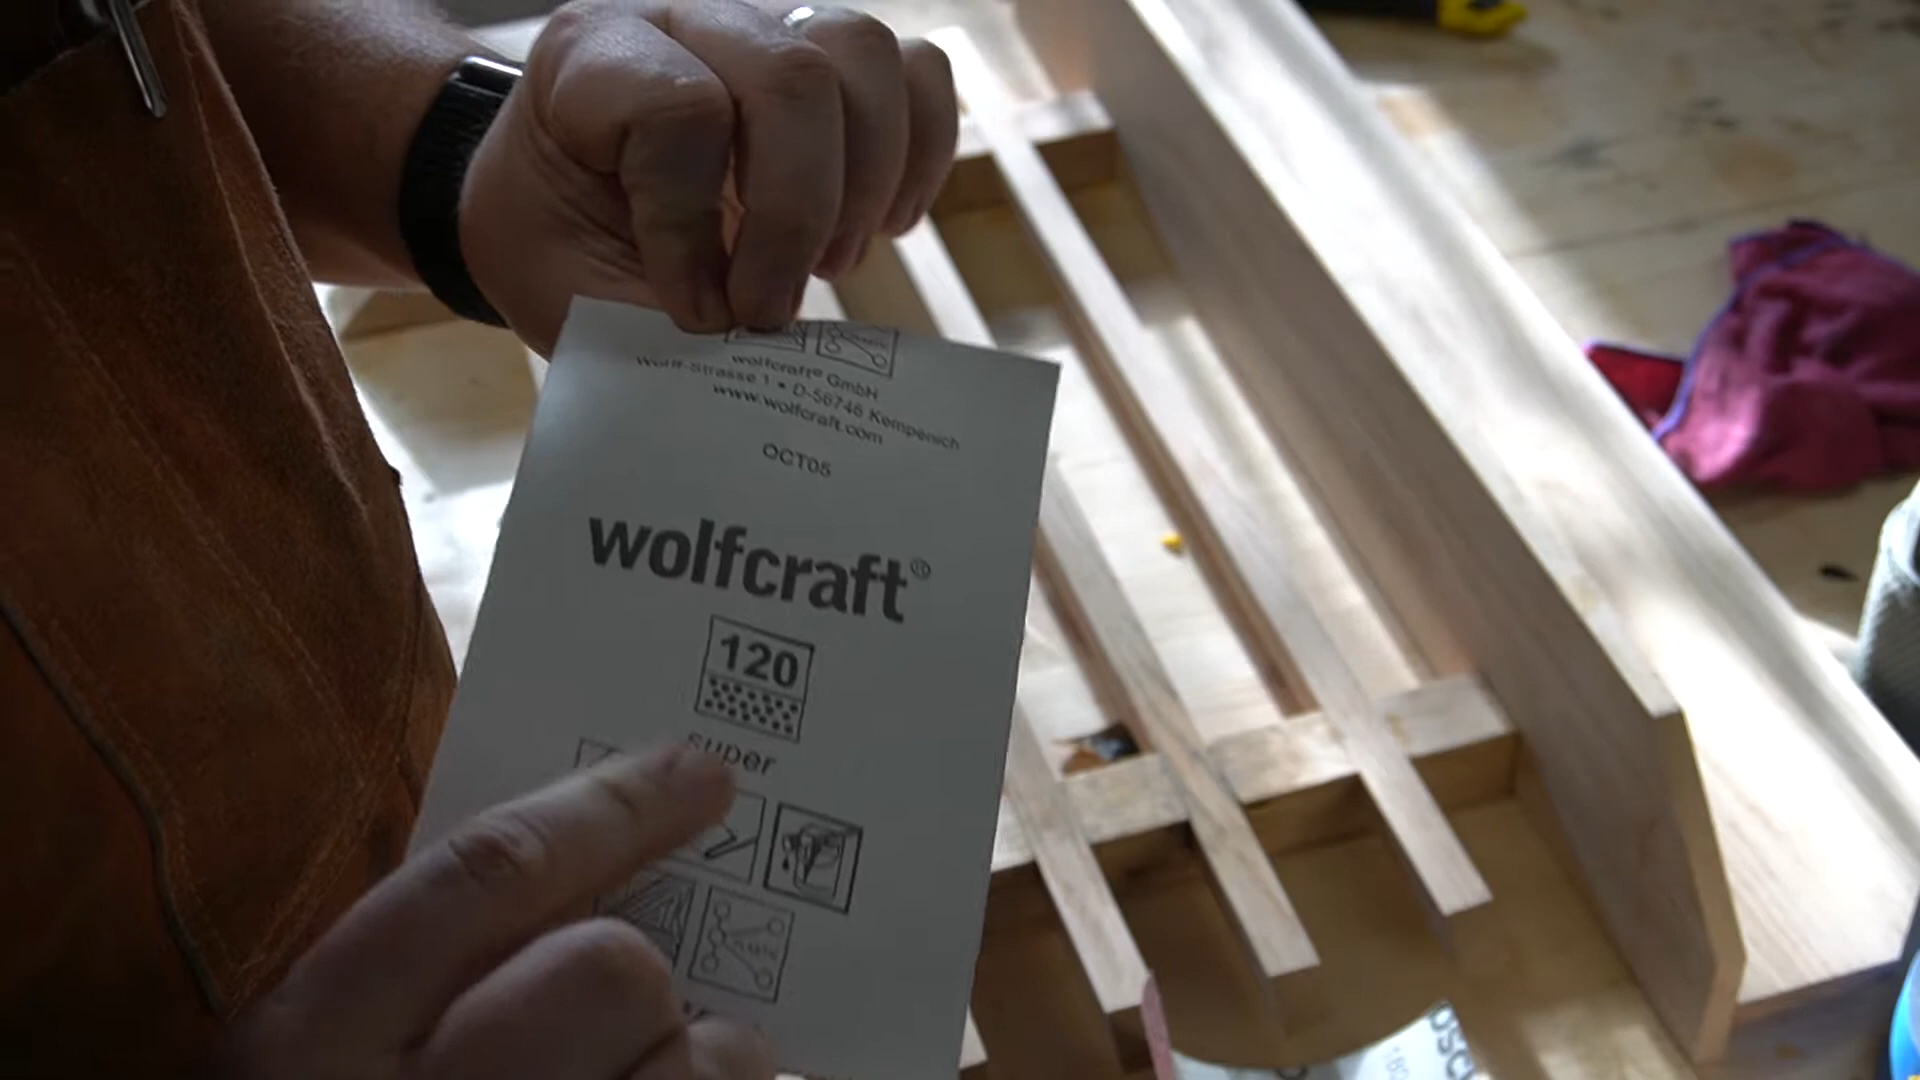 wolfcraft® GmbH
Wolff-Strasse 1 • D-56746 Kempenich
www.wolfcraft.com
OCT05
wolfcraft®
120
super